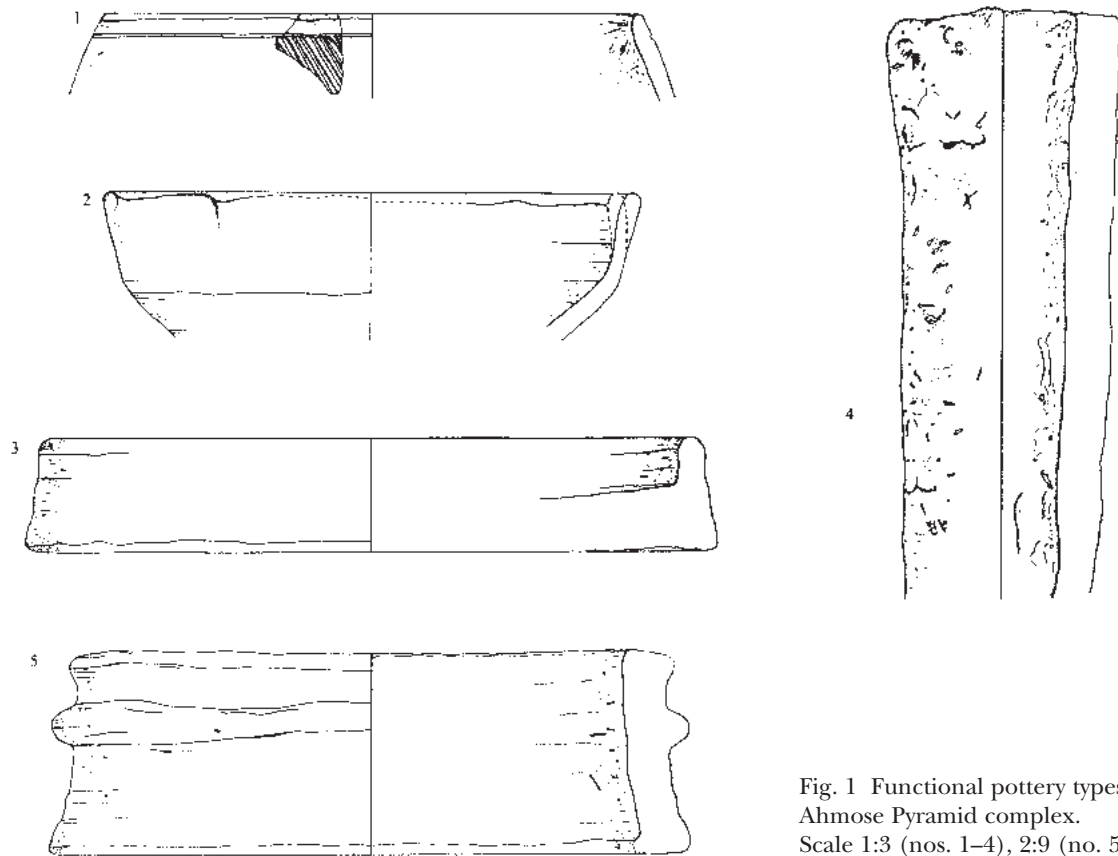 1
2
3
4
5
Fig. 1 Functional pottery types
Ahmose Pyramid complex.
Scale 1:3 (nos. 1–4), 2:9 (no. 5